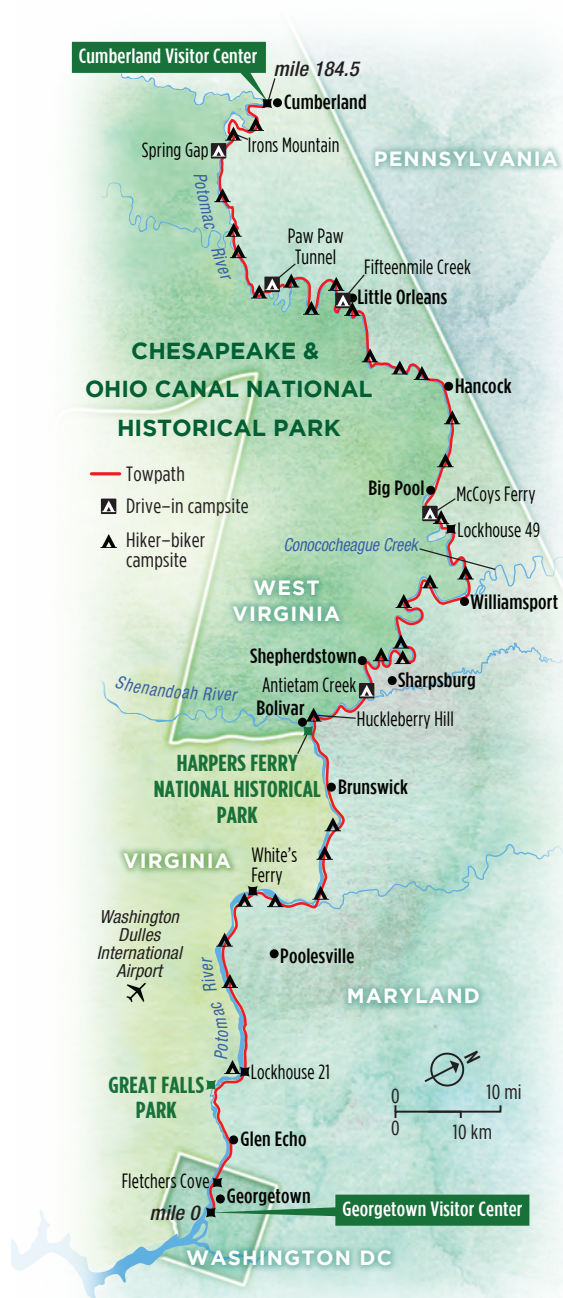 Cumberland Visitor Center
mile 184.5
Cumberland
Irons Mountain
Spring Gap
PENNSYLVANIA
Potomac
River
Paw Paw
Tunnel
Fifteenmile Creek
Little Orleans
CHESAPEAKE &
OHIO CANAL NATIONAL
HISTORICAL PARK
Hancock
Towpath
Drive–in campsite
Hiker–biker
campsite
Big Pool
McCoys Ferry
Lockhouse 49
Conococheague Creek
WEST
VIRGINIA
Williamsport
Shepherdstown
Sharpsburg
Antietam Creek
Shenandoah River
Bolivar
Huckleberry Hill
HARPERS FERRY
NATIONAL HISTORICAL
PARK
Brunswick
VIRGINIA
White's
Ferry
Washington
Dulles
International
Airport
Poolesville
Potomac River
MARYLAND
N
Lockhouse 21
GREAT FALLS
PARK
0 10 mi
0 10 km
Glen Echo
Fletchers Cove
Georgetown
mile 0
Georgetown Visitor Center
WASHINGTON DC